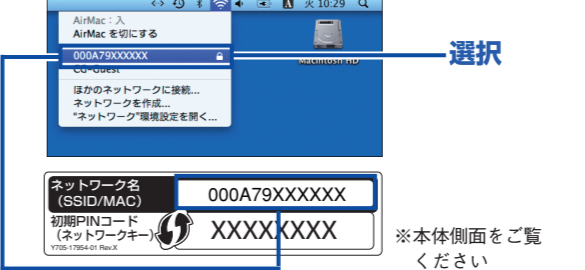 火 10:29
AirMac：入
AirMac を切にする
000A79XXXXXX
CG-Guest
ほかのネットワークに接続...
ネットワークを作成...
"ネットワーク"環境設定を開く...
Macintosh HD
選択
ネットワーク名
（SSID/MAC）
000A79XXXXXX
初期PINコード
（ネットワークキー）
XXXXXXXX
Y705-17954-01 Rev.X
※本体側面をご覧
ください